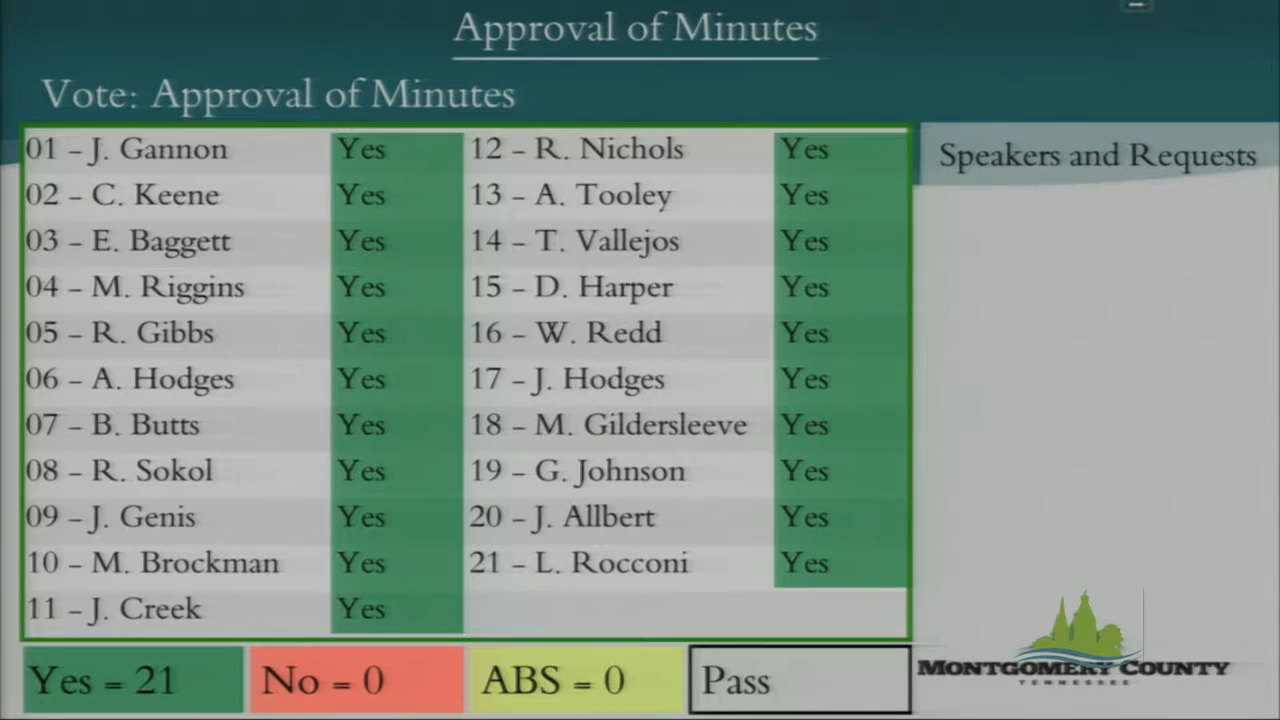 Approval of Minutes
Vote: Approval of Minutes
01 - J. Gannon Yes
02 - C. Keene Yes
03 - E. Baggett Yes
04 - M. Riggins Yes
05 - R. Gibbs Yes
06 - A. Hodges Yes
07 - B. Butts Yes
08 - R. Sokol Yes
09 - J. Genis Yes
10 - M. Brockman Yes
11 - J. Creek Yes
12 - R. Nichols Yes
13 - A. Tooley Yes
14 - T. Vallejos Yes
15 - D. Harper Yes
16 - W. Redd Yes
17 - J. Hodges Yes
18 - M. Gildersleeve Yes
19 - G. Johnson Yes
20 - J. Allbert Yes
21 - L. Rocconi Yes
Speakers and Requests
Yes = 21 No = 0 ABS = 0 Pass
MONTGOMERY COUNTY
TENNESSEE